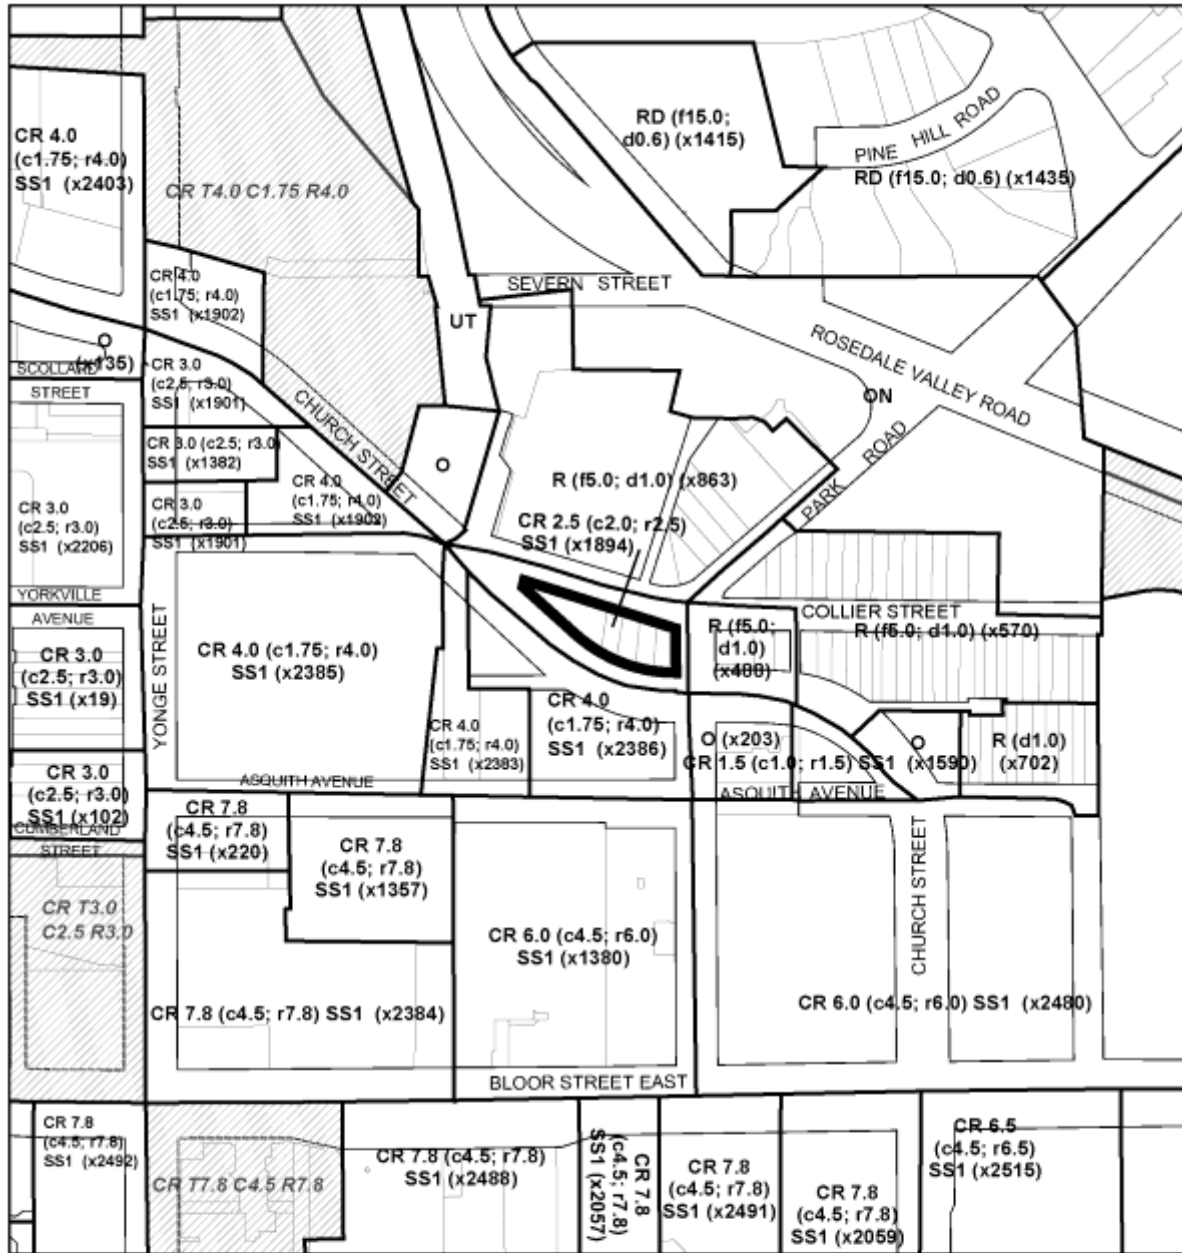 RD (f15.0;
d0.6) (x1415)
PINE HILL ROAD
RD (f15.0; d0.6) (x1435)
CR 4.0
(c1.75; r4.0)
SS1 (x2403)
CR T4.0 C1.75 R4.0
CR 4.0
(c1.75; r4.0)
SS1 (x1902)
SEVERN STREET
UT
O
(x135)
SCOLLARD
STREET
CR 3.0
(c2.5; r3.0)
SS1 (x1901)
CHURCH STREET
ROSEDALE VALLEY ROAD
ON
PARK ROAD
CR 3.0 (c2.5; r3.0)
SS1 (x1382)
O
CR 4.0
(c1.75; r4.0)
SS1 (x1902)
R (f5.0; d1.0) (x863)
CR 3.0
(c2.5; r3.0)
SS1 (x2206)
CR 3.0
(c2.5; r3.0)
SS1 (x1901)
CR 2.5 (c2.0; r2.5)
SS1 (x1894)
YORKVILLE
AVENUE
COLLIER STREET
R (f5.0; d1.0) (x570)
R (f5.0;
d1.0)
(x488)
YONGE STREET
CR 4.0 (c1.75; r4.0)
SS1 (x2385)
CR 3.0
(c2.5; r3.0)
SS1 (x19)
CR 4.0
(c1.75; r4.0)
SS1 (x2386)
CR 4.0
(c1.75; r4.0)
SS1 (x2383)
O (x203)
O
CR 1.5 (c1.0; r1.5) SS1 (x1590)
R (d1.0)
(x702)
ASQUITH AVENUE
ASQUITH AVENUE
CR 3.0
(c2.5; r3.0)
SS1 (x102)
CUMBERLAND
STREET
CR 7.8
(c4.5; r7.8)
SS1 (x220)
CR 7.8
(c4.5; r7.8)
SS1 (x1357)
CHURCH STREET
CR T3.0
C2.5 R3.0
CR 6.0 (c4.5; r6.0)
SS1 (x1380)
CR 7.8 (c4.5; r7.8) SS1 (x2384)
CR 6.0 (c4.5; r6.0) SS1 (x2480)
BLOOR STREET EAST
CR 7.8
(c4.5; r7.8)
SS1 (x2492)
CR T7.8 C4.5 R7.8
CR 7.8 (c4.5; r7.8)
SS1 (x2488)
CR 7.8
(c4.5; r7.8)
SS1 (x2057)
CR 7.8
(c4.5; r7.8)
SS1 (x2491)
CR 7.8
(c4.5; r7.8)
SS1 (x2059)
CR 6.5
(c4.5; r6.5)
SS1 (x2515)